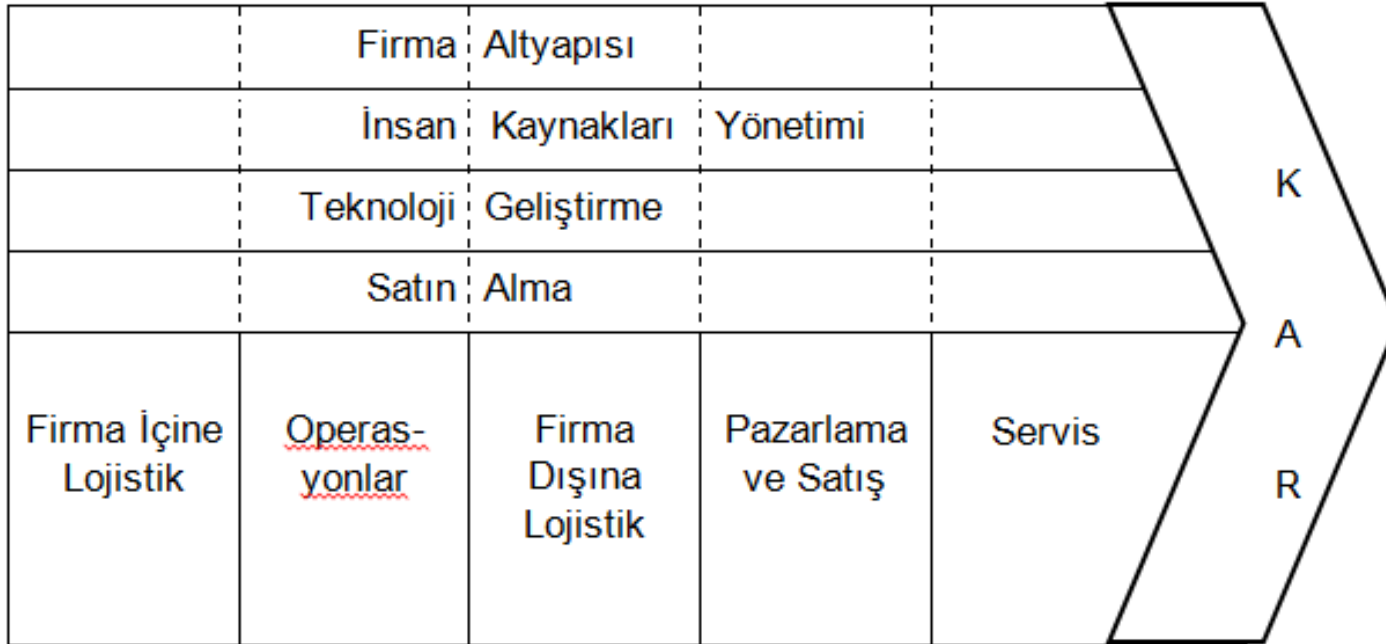 Firma Altyapısı
İnsan Kaynakları Yönetimi
Teknoloji Geliştirme
Satın Alma
Firma İçine
Lojistik
Operas-
yonlar
Firma
Dışına
Lojistik
Pazarlama
ve Satış
Servis
K
A
R